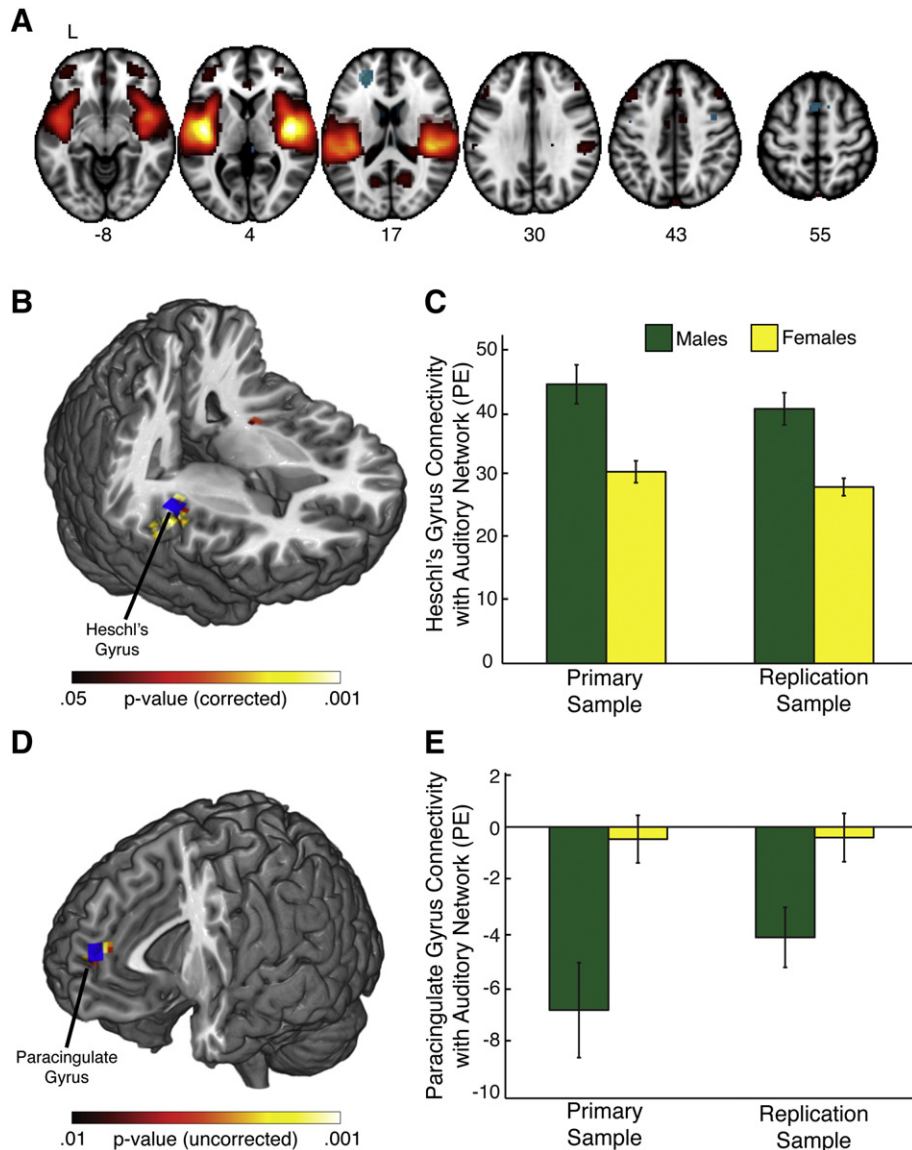 A
L
-8 4 17 30 43 55
B
Heschl's
Gyrus
.05 p-value (corrected) .001
C
Heschl's Gyrus Connectivity
with Auditory Network (PE)
Males Females
50
40
30
20
10
0
Primary
Sample
Replication
Sample
D
Paracingulate
Gyrus
.01 p-value (uncorrected) .001
E
Paracingulate Gyrus Connectivity
with Auditory Network (PE)
2
0
-2
-4
-6
-8
-10
Primary
Sample
Replication
Sample